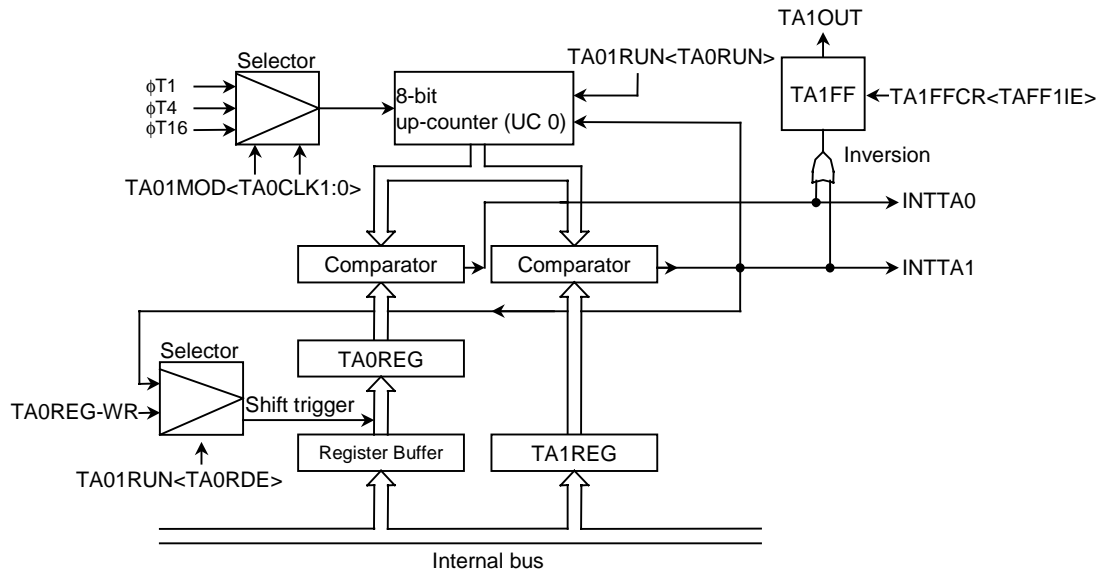 TA1OUT
Selector
TA01RUN<TA0RUN>
ϕT1
ϕT4
ϕT16
8-bit
up-counter (UC 0)
TA1FF
TA1FFCR<TAFF1IE>
Inversion
TA01MOD<TA0CLK1:0>
INTTA0
Comparator
Comparator
INTTA1
Selector
TA0REG
TA0REG-WR
Shift trigger
Register Buffer
TA1REG
TA01RUN<TA0RDE>
Internal bus